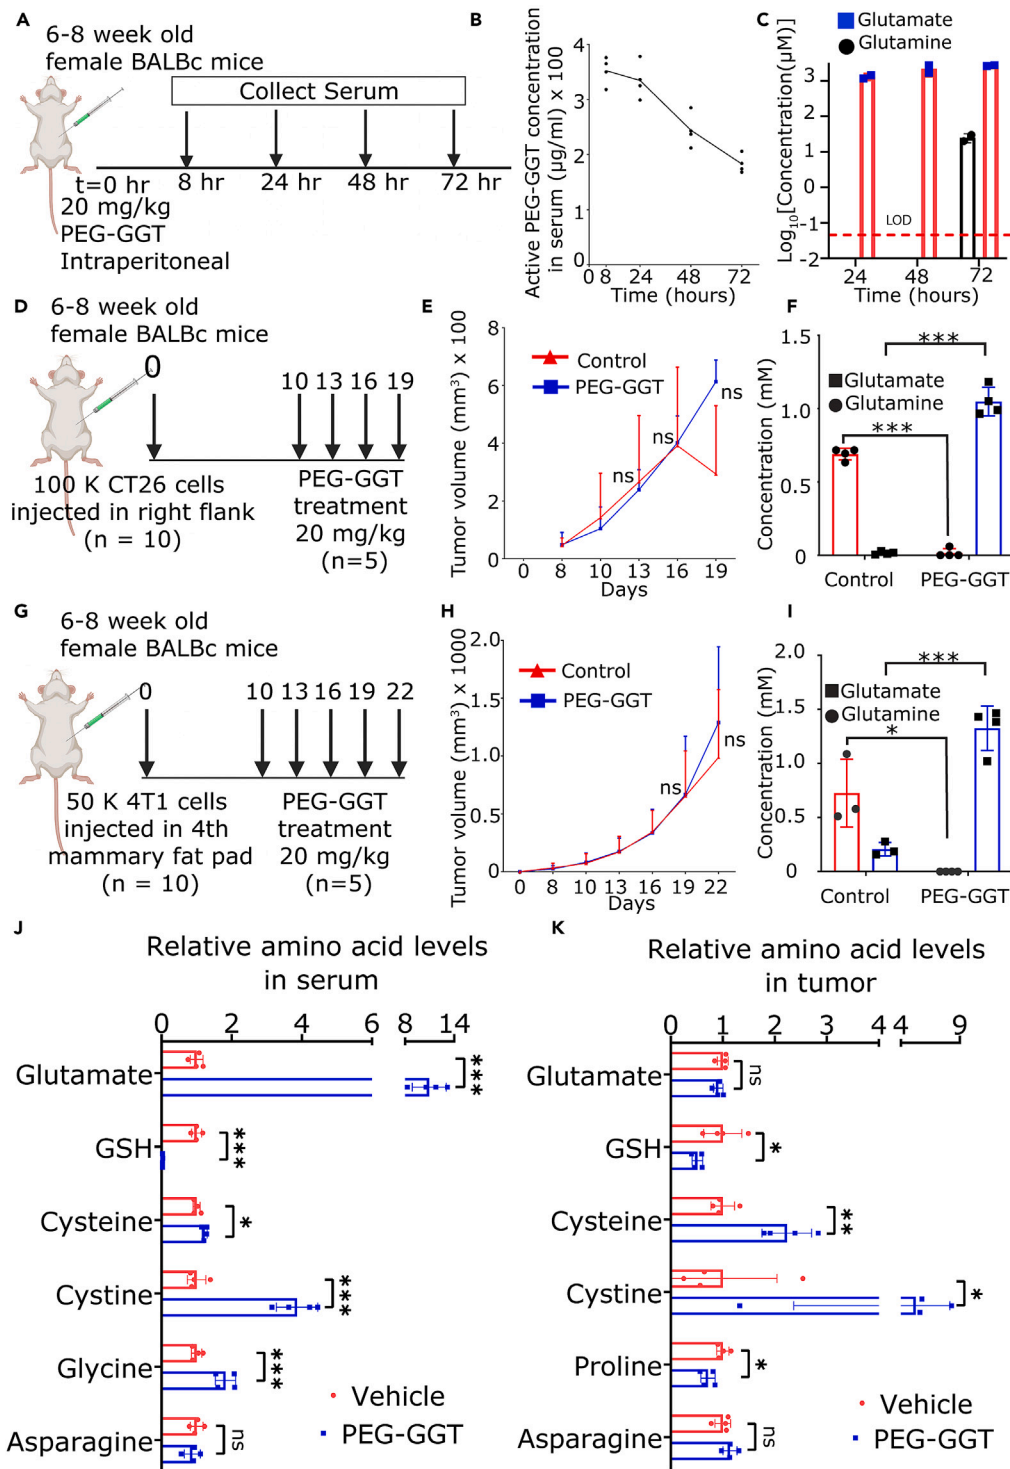 A
6-8 week old
female BALBc mice
Collect Serum
t=0 hr
8 hr
24 hr
48 hr
72 hr
20 mg/kg
PEG-GGT
Intraperitoneal
B
Active PEG-GGT concentration
in serum (µg/ml) x 100
4
3
2
1
0
0 8 24 48 72
Time (hours)
C
Glutamate
Glutamine
Log10[Concentration(µM)]
3
2
1
0
-1
-2
LOD
24 48 72
Time (hours)
D
6-8 week old
female BALBc mice
0
10 13 16 19
100 K CT26 cells
injected in right flank
(n = 10)
PEG-GGT
treatment
20 mg/kg
(n=5)
E
Tumor volume (mm³) x 100
8
6
4
2
0
Control
PEG-GGT
ns
ns
ns
0 8 10 13 16 19
Days
F
Concentration (mM)
1.5
1.0
0.5
0
***
Glutamate
Glutamine
***
Control PEG-GGT
G
6-8 week old
female BALBc mice
0
10 13 16 19 22
50 K 4T1 cells
injected in 4th
mammary fat pad
(n = 10)
PEG-GGT
treatment
20 mg/kg
(n=5)
H
Tumor volume (mm³) x 1000
2.0
1.5
1.0
0.5
0
Control
PEG-GGT
ns
ns
0 8 10 13 16 19 22
Days
I
Concentration (mM)
2.0
1.5
1.0
0.5
0
***
Glutamate
Glutamine
*
Control PEG-GGT
J
Relative amino acid levels
in serum
0 2 4 6 8 14
Glutamate
***
GSH
***
Cysteine
*
Cystine
***
Glycine
***
Asparagine
ns
Vehicle
PEG-GGT
K
Relative amino acid levels
in tumor
0 1 2 3 4 4 9
Glutamate
ns
GSH
*
Cysteine
**
Cystine
*
Proline
*
Asparagine
ns
Vehicle
PEG-GGT